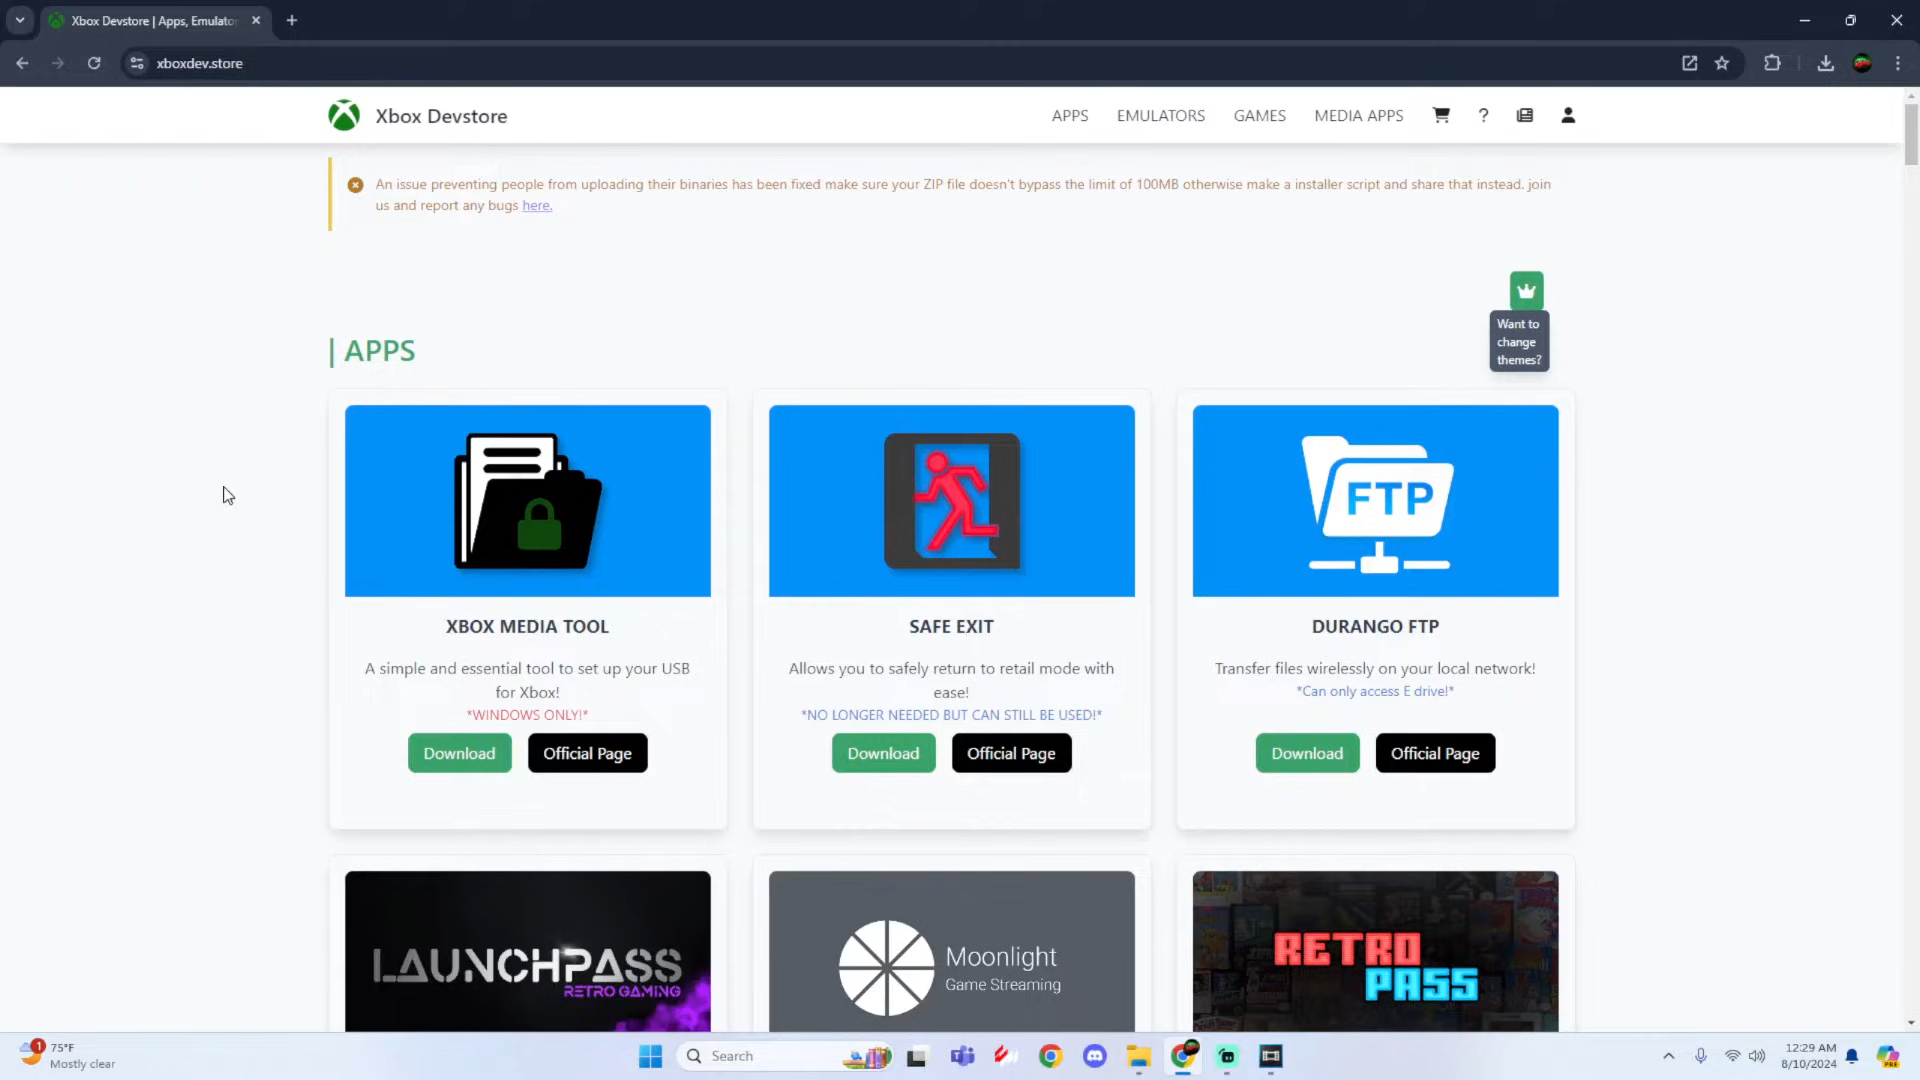 Xbox Devstore | Apps, Emulator
xboxdev.store
Xbox Devstore
APPS
EMULATORS
GAMES
MEDIA APPS
?
An issue preventing people from uploading their binaries has been fixed make sure your ZIP file doesn't bypass the limit of 100MB otherwise make a installer script and share that instead. join
us and report any bugs here.
Want to
change
themes?
| APPS
FTP
XBOX MEDIA TOOL
A simple and essential tool to set up your USB
for Xbox!
*WINDOWS ONLY!*
Download
Official Page
SAFE EXIT
Allows you to safely return to retail mode with
ease!
*NO LONGER NEEDED BUT CAN STILL BE USED!*
Download
Official Page
DURANGO FTP
Transfer files wirelessly on your local network!
*Can only access E drive!*
Download
Official Page
LAUNCHPASS
RETRO GAMING
Moonlight
Game Streaming
RETRO
PASS
1
75°F
Mostly clear
Search
12:29 AM
8/10/2024
PRE